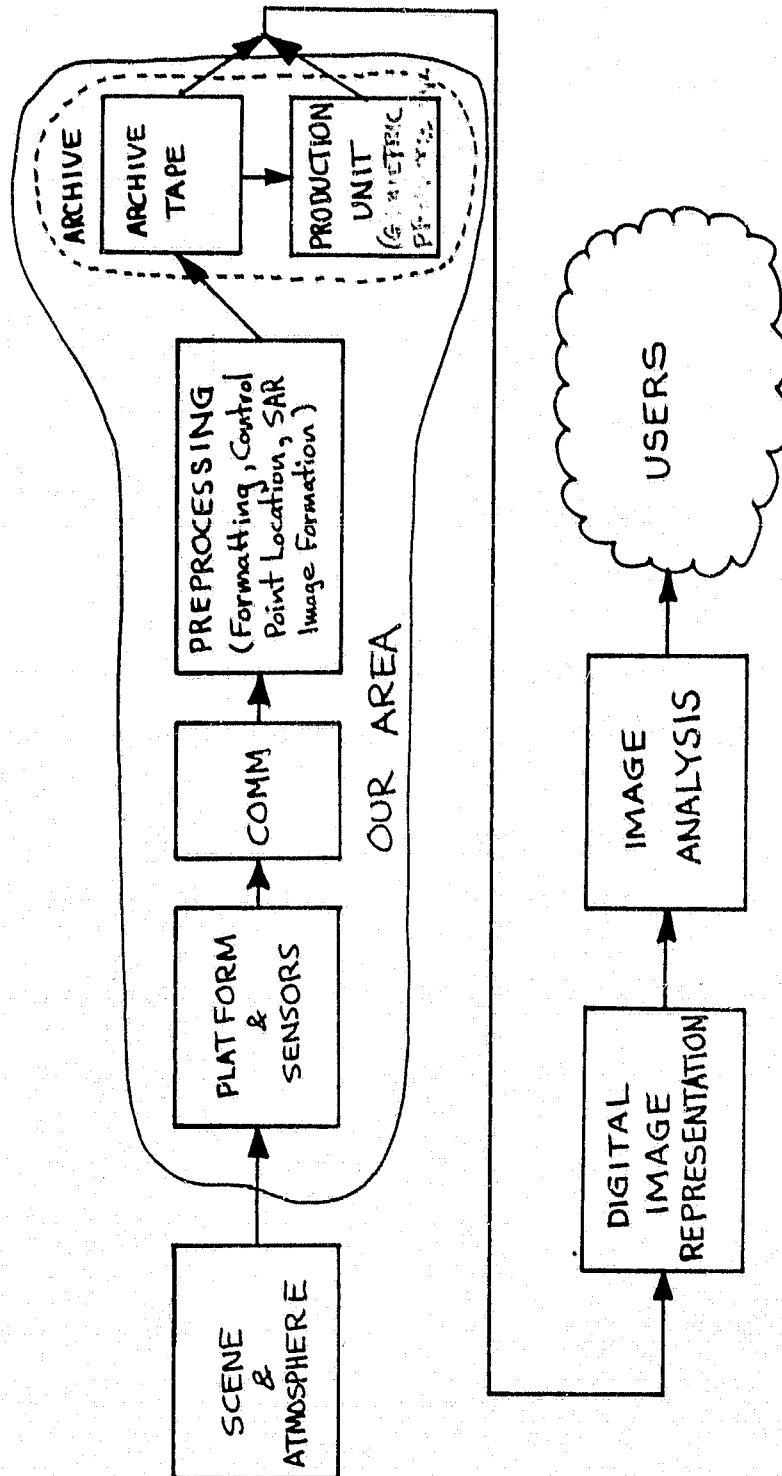 SCENE
&
ATMOSPHERE
PLATFORM
&
SENSORS
COMM
PREPROCESSING
(Formatting, Control
Point Location, SAR
Image Formation)
ARCHIVE
ARCHIVE
TAPE
PRODUCTION
UNIT
OUR AREA
DIGITAL
IMAGE
REPRESENTATION
IMAGE
ANALYSIS
USERS